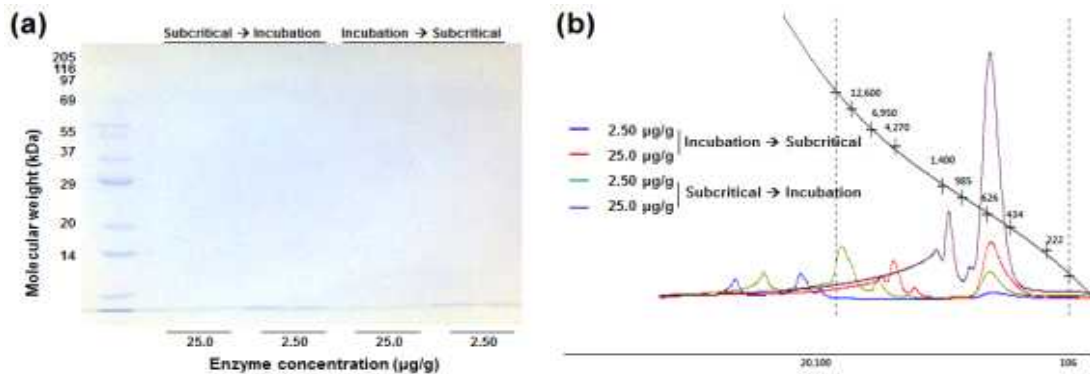 (a)
Subcritical → Incubation Incubation → Subcritical
205
116
97
69
55
37
29
20
14
Molecular weight (kDa)
25.0 2.50 25.0 2.50
Enzyme concentration (µg/g)
(b)
12,600
6,950
4,270
1,400
985
626
434
222
2.50 µg/g
25.0 µg/g
Incubation → Subcritical
2.50 µg/g
25.0 µg/g
Subcritical → Incubation
20,100 106